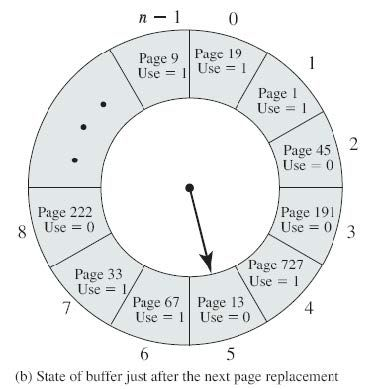 n − 1
0
Page 9
Use = 1
Page 19
Use = 1
1
Page 1
Use = 1
2
Page 45
Use = 0
Page 191
Use = 0
3
Page 727
Use = 1
4
Page 13
Use = 0
5
Page 67
Use = 1
6
Page 33
Use = 1
7
Page 222
Use = 0
8
(b) State of buffer just after the next page replacement